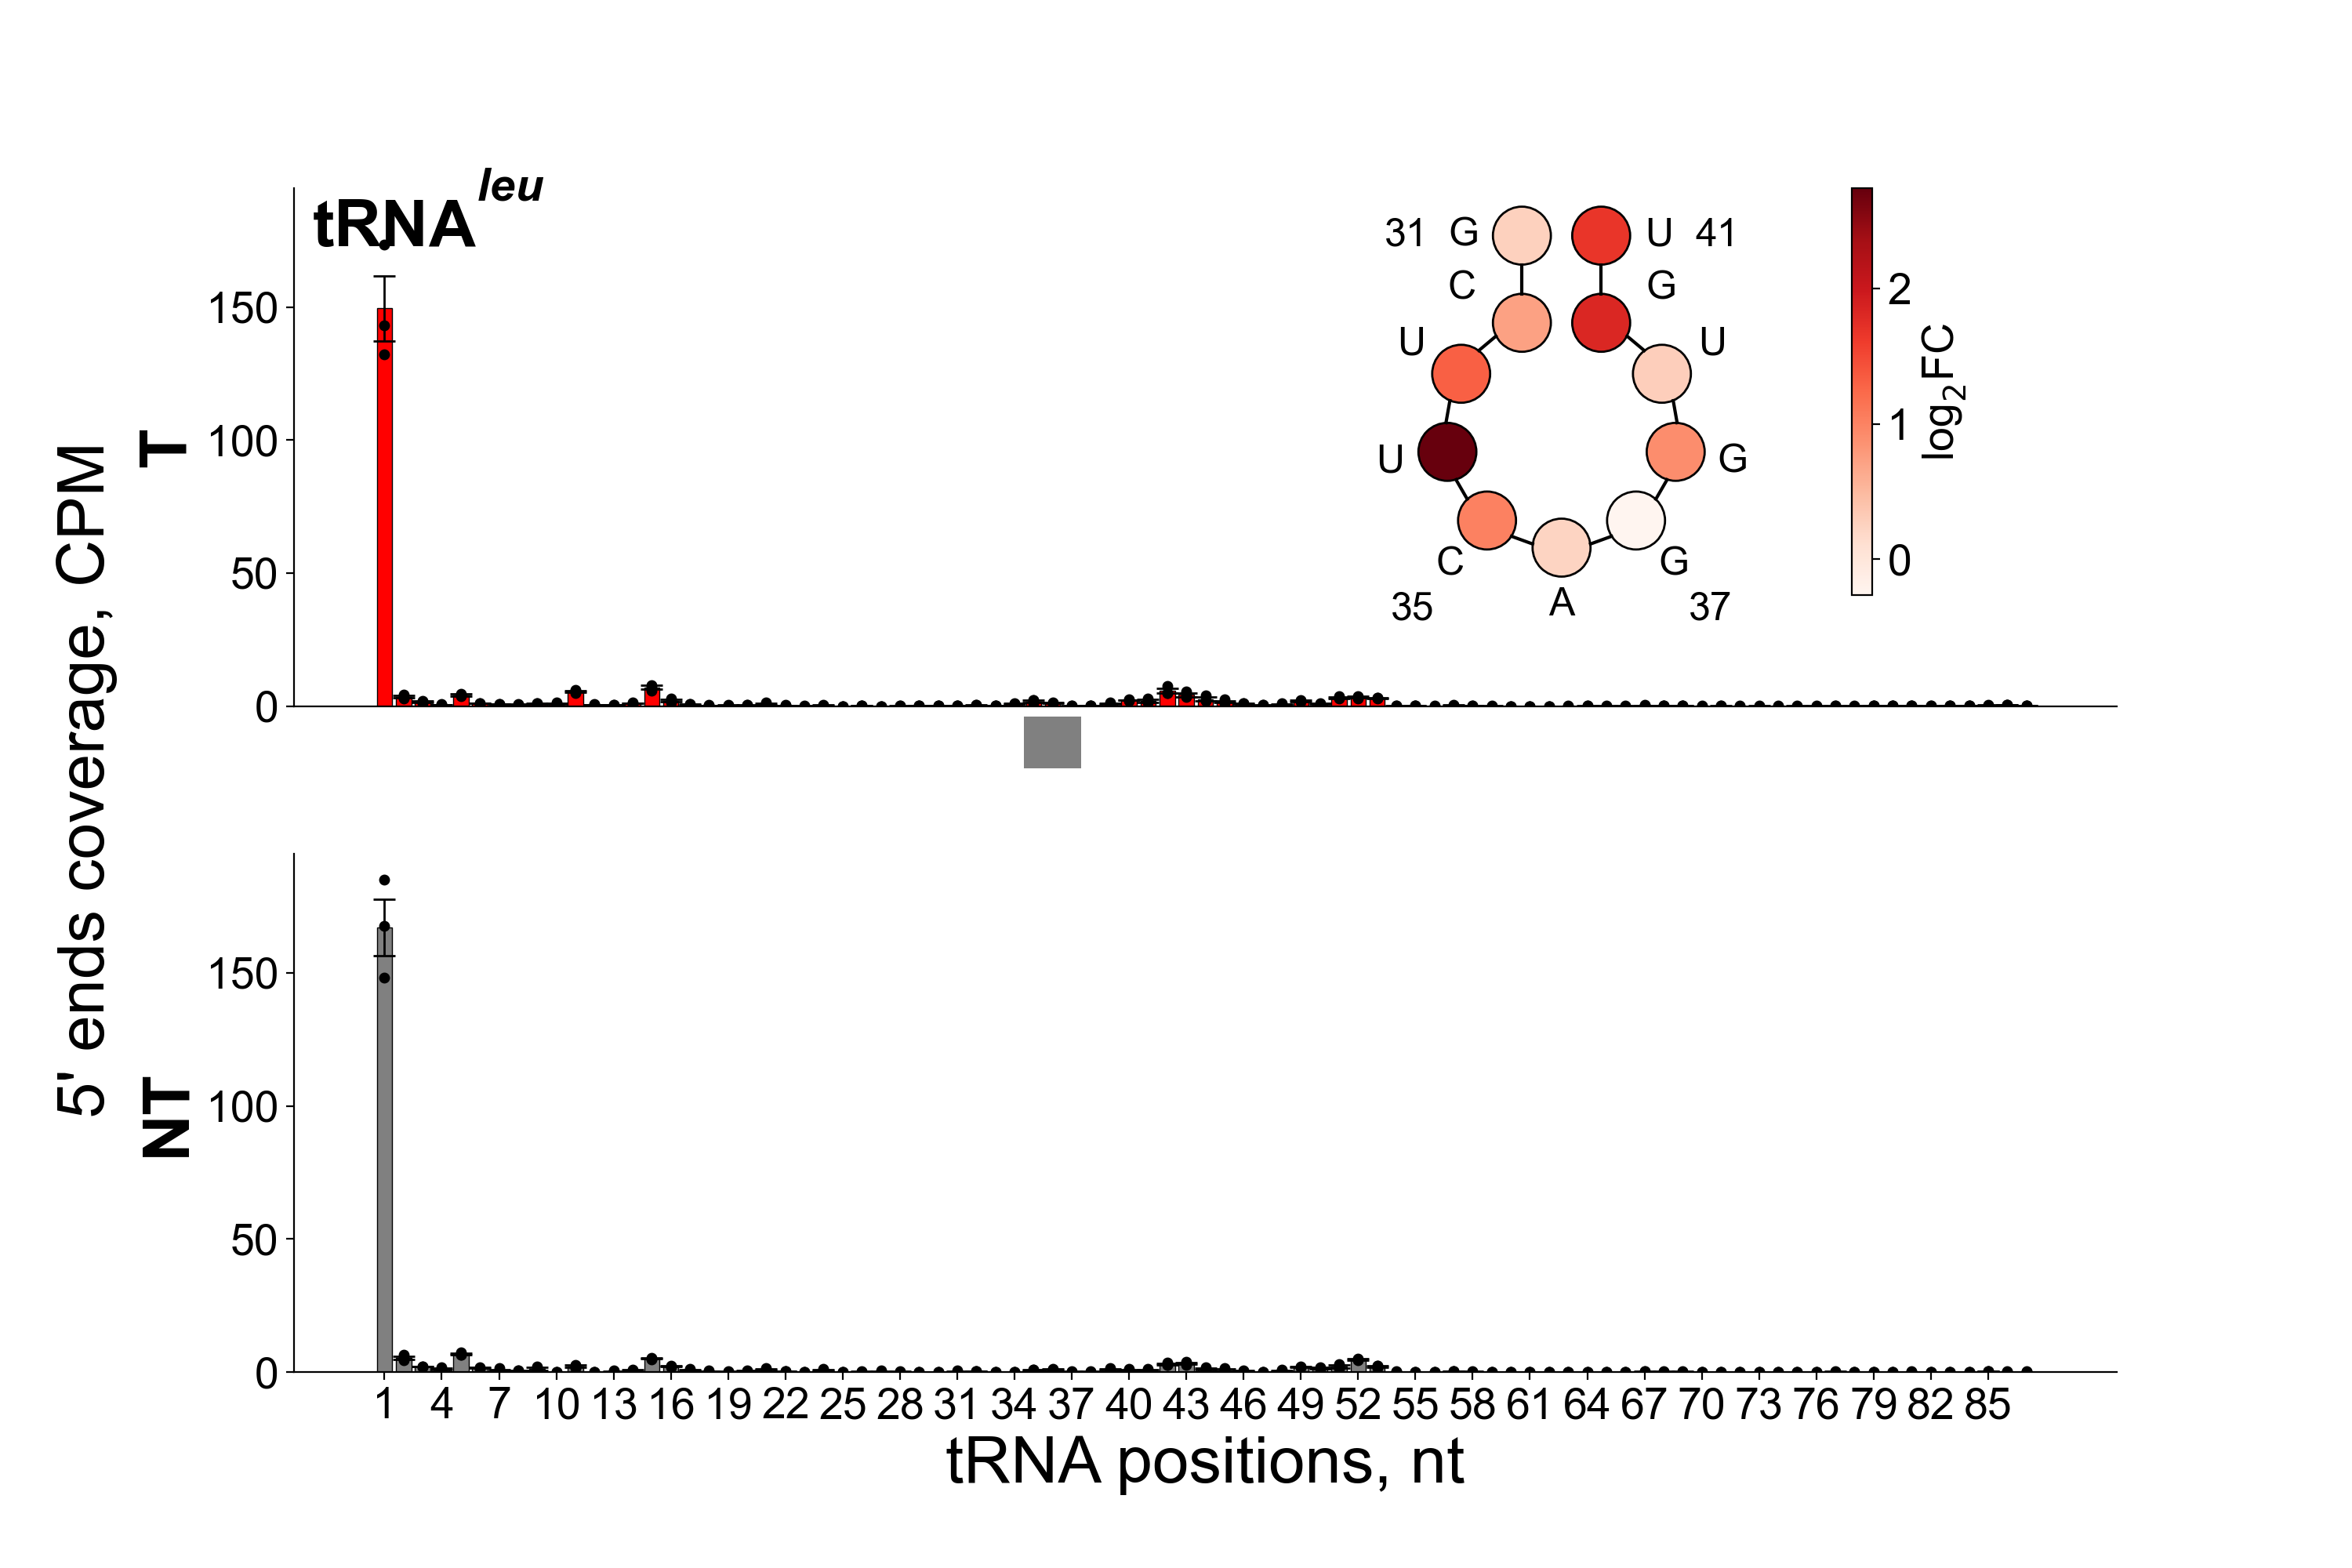 tRNA^leu
5' ends coverage, CPM
T
150
100
50
0
31 G U 41
C G
U U
U G
C G
35 A 37
2
1
0
log₂FC
NT
150
100
50
0
1 4 7 10 13 16 19 22 25 28 31 34 37 40 43 46 49 52 55 58 61 64 67 70 73 76 79 82 85
tRNA positions, nt